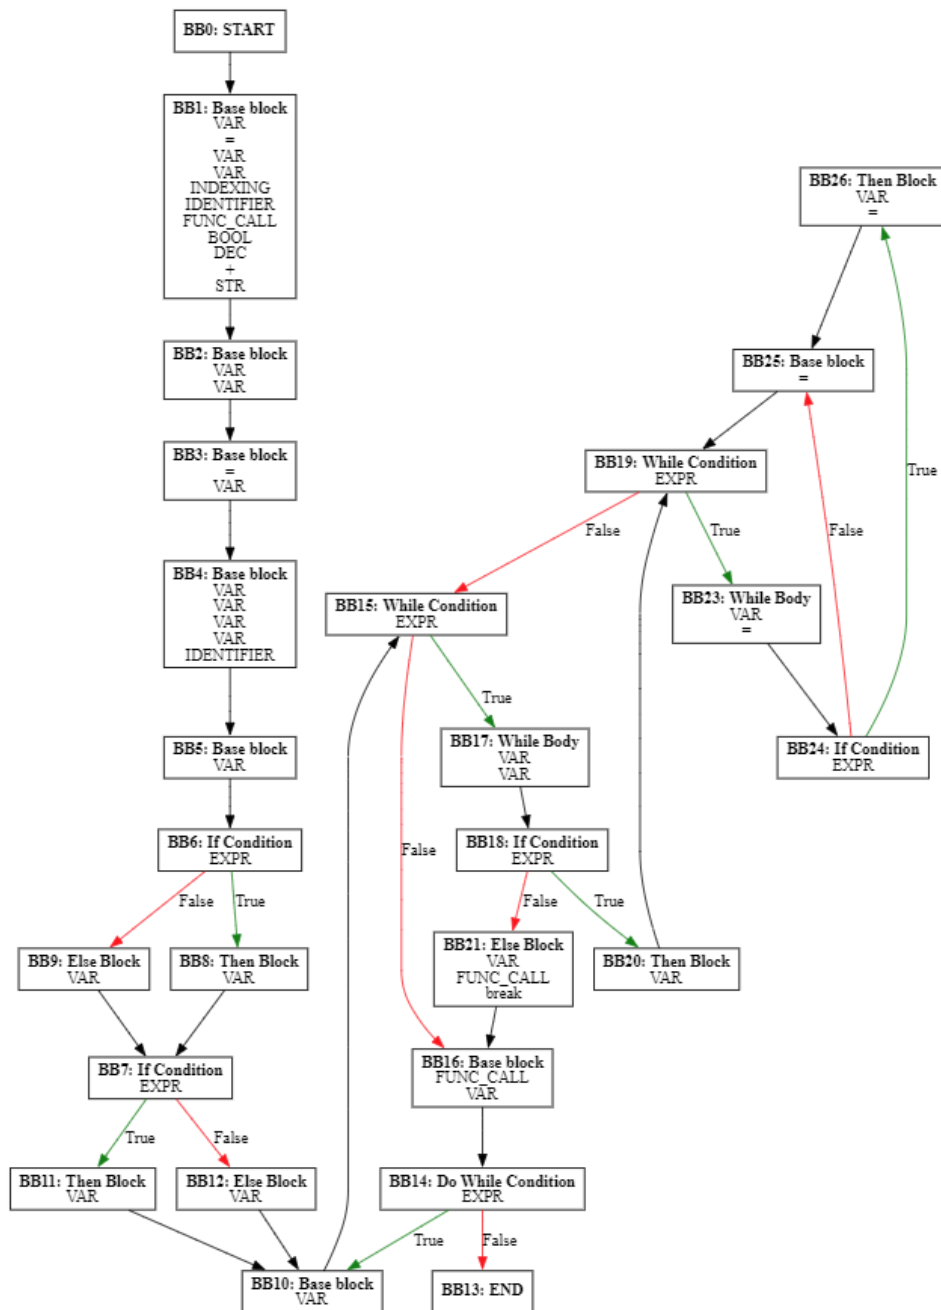 BB0: START
BB1: Base block
VAR
=
VAR
VAR
INDEXING
IDENTIFIER
FUNC_CALL
BOOL
DEC
+
STR
BB2: Base block
VAR
VAR
BB3: Base block
=
VAR
BB4: Base block
VAR
VAR
VAR
VAR
IDENTIFIER
BB5: Base block
VAR
BB6: If Condition
EXPR
False
True
BB9: Else Block
VAR
BB8: Then Block
VAR
BB7: If Condition
EXPR
True
False
BB11: Then Block
VAR
BB12: Else Block
VAR
BB10: Base block
VAR
BB15: While Condition
EXPR
True
False
BB17: While Body
VAR
VAR
BB18: If Condition
EXPR
False
True
BB21: Else Block
VAR
FUNC_CALL
break
BB20: Then Block
VAR
BB16: Base block
FUNC_CALL
VAR
BB14: Do While Condition
EXPR
True
False
BB13: END
BB26: Then Block
VAR
=
BB25: Base block
=
BB19: While Condition
EXPR
False
True
BB23: While Body
VAR
=
BB24: If Condition
EXPR
False
True